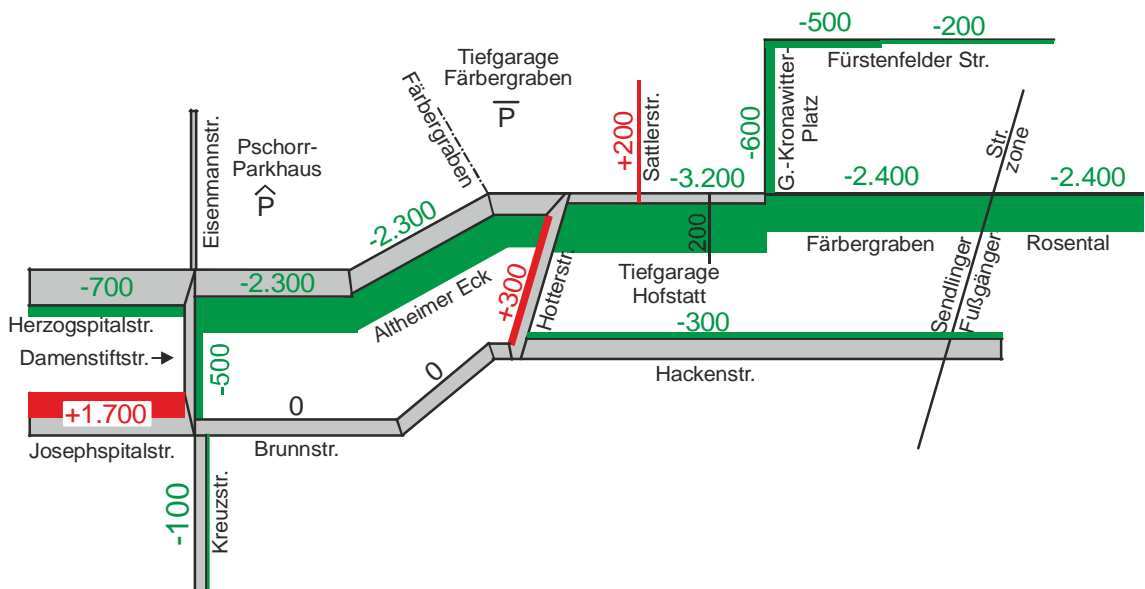 -500
-200
Fürstenfelder Str.
Tiefgarage
Färbergraben
P
Färbergraben
+200
Sattlerstr.
-600
G.-Kronawitter-
Platz
Str.
zone
Pschorr-
Parkhaus
P
Eisenmannstr.
-3.200
-2.400
-2.400
-2.300
200
Färbergraben
Rosental
-700
-2.300
Altheimer Eck
+300
Hotterstr.
Tiefgarage
Hofstatt
Sendlinger
Fußgänger
Herzogspitalstr.
Damenstiftstr.
-500
-300
0
Hackenstr.
+1.700
0
Josephspitalstr.
Brunnstr.
-100
Kreuzstr.